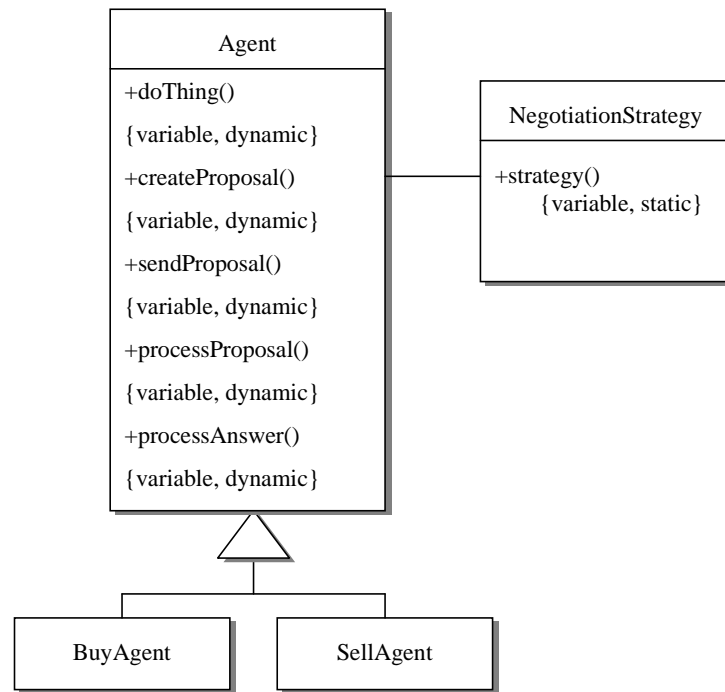 Agent
+doThing()
{variable, dynamic}
+createProposal()
{variable, dynamic}
+sendProposal()
{variable, dynamic}
+processProposal()
{variable, dynamic}
+processAnswer()
{variable, dynamic}
NegotiationStrategy
+strategy()
{variable, static}
BuyAgent
SellAgent